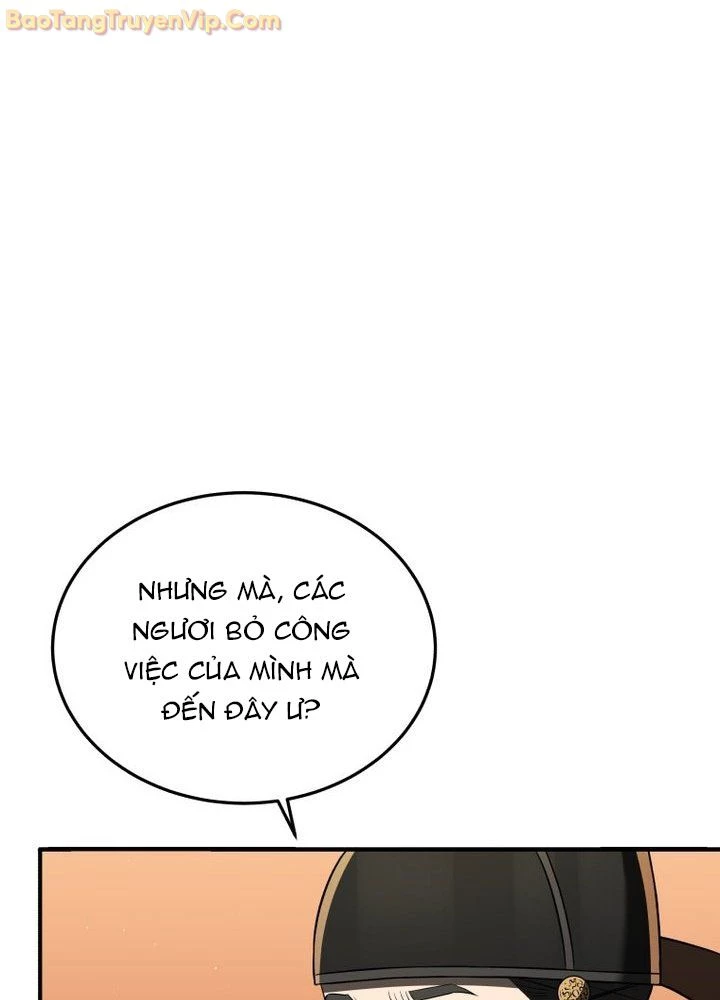 BaoTangTruyenVip.Com
NHƯNG MÀ, CÁC
NGƯƠI BỎ CÔNG
VIỆC CỦA MÌNH MÀ
ĐẾN ĐÂY Ư?